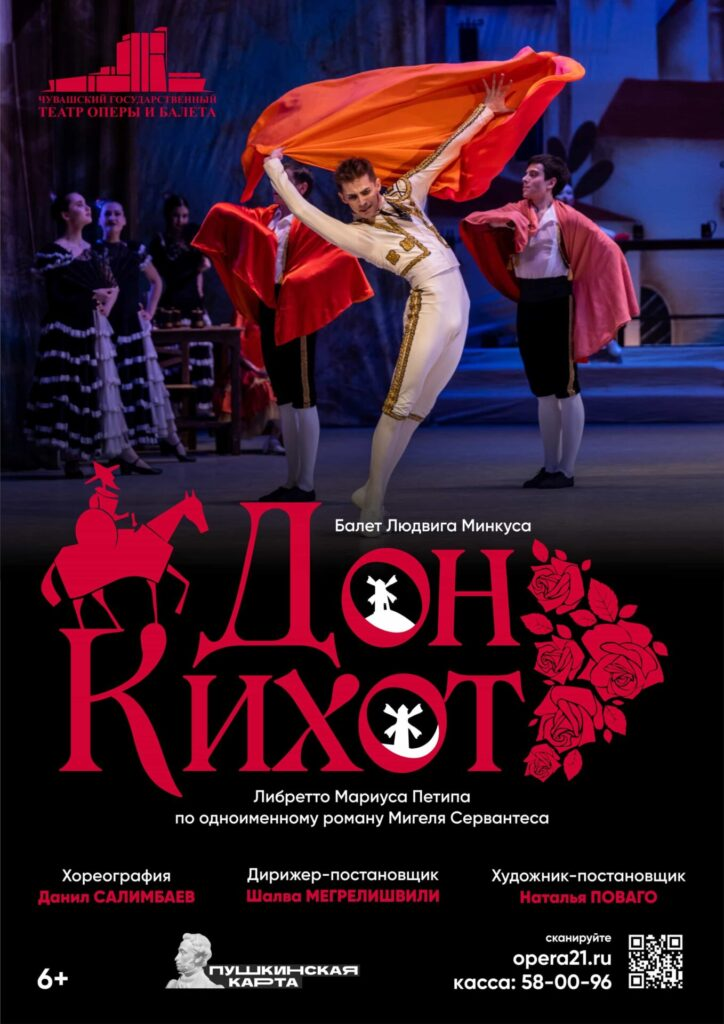 ЧУВАШСКИЙ ГОСУДАРСТВЕННЫЙ
ТЕАТР ОПЕРЫ И БАЛЕТА
Балет Людвига Минкуса
ДОН
КИХОТ
Либретто Мариуса Петипа
по одноименному роману Мигеля Сервантеса
Хореография
Данил САЛИМБАЕВ
Дирижер-постановщик
Шалва МЕГРЕЛИШВИЛИ
Художник-постановщик
Наталья ПОВАГО
6+
ПУШКИНСКАЯ
КАРТА
сканируйте
opera21.ru
касса: 58-00-96